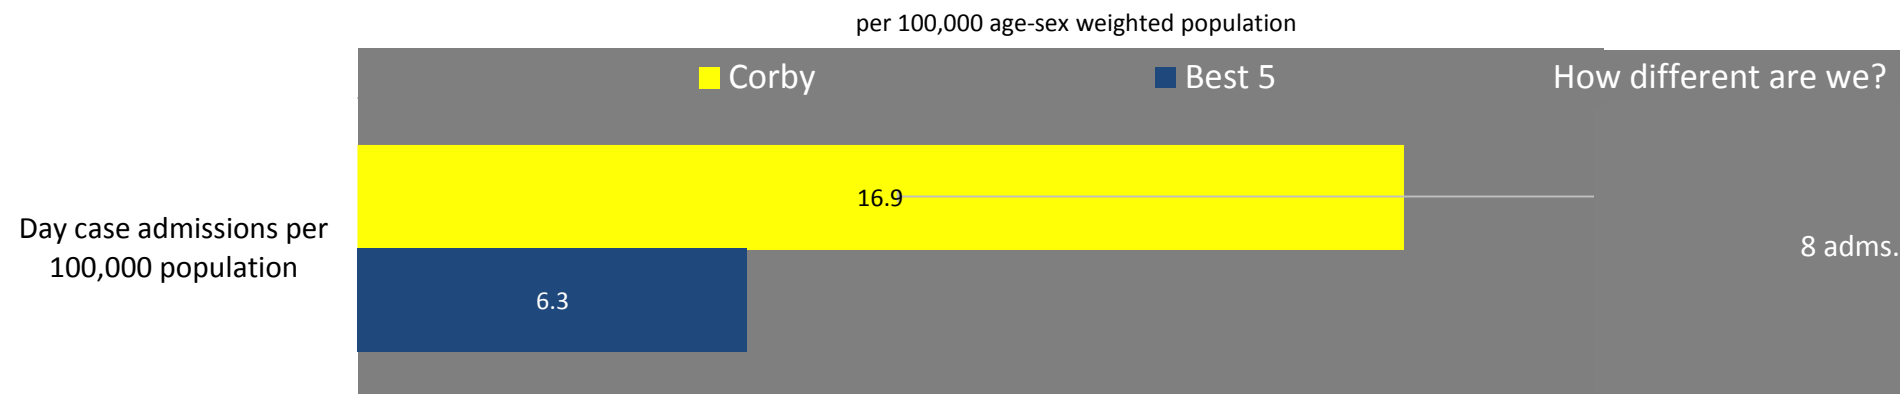 per 100,000 age-sex weighted population
Corby
Best 5
How different are we?
Day case admissions per
100,000 population
16.9
6.3
8 adms.